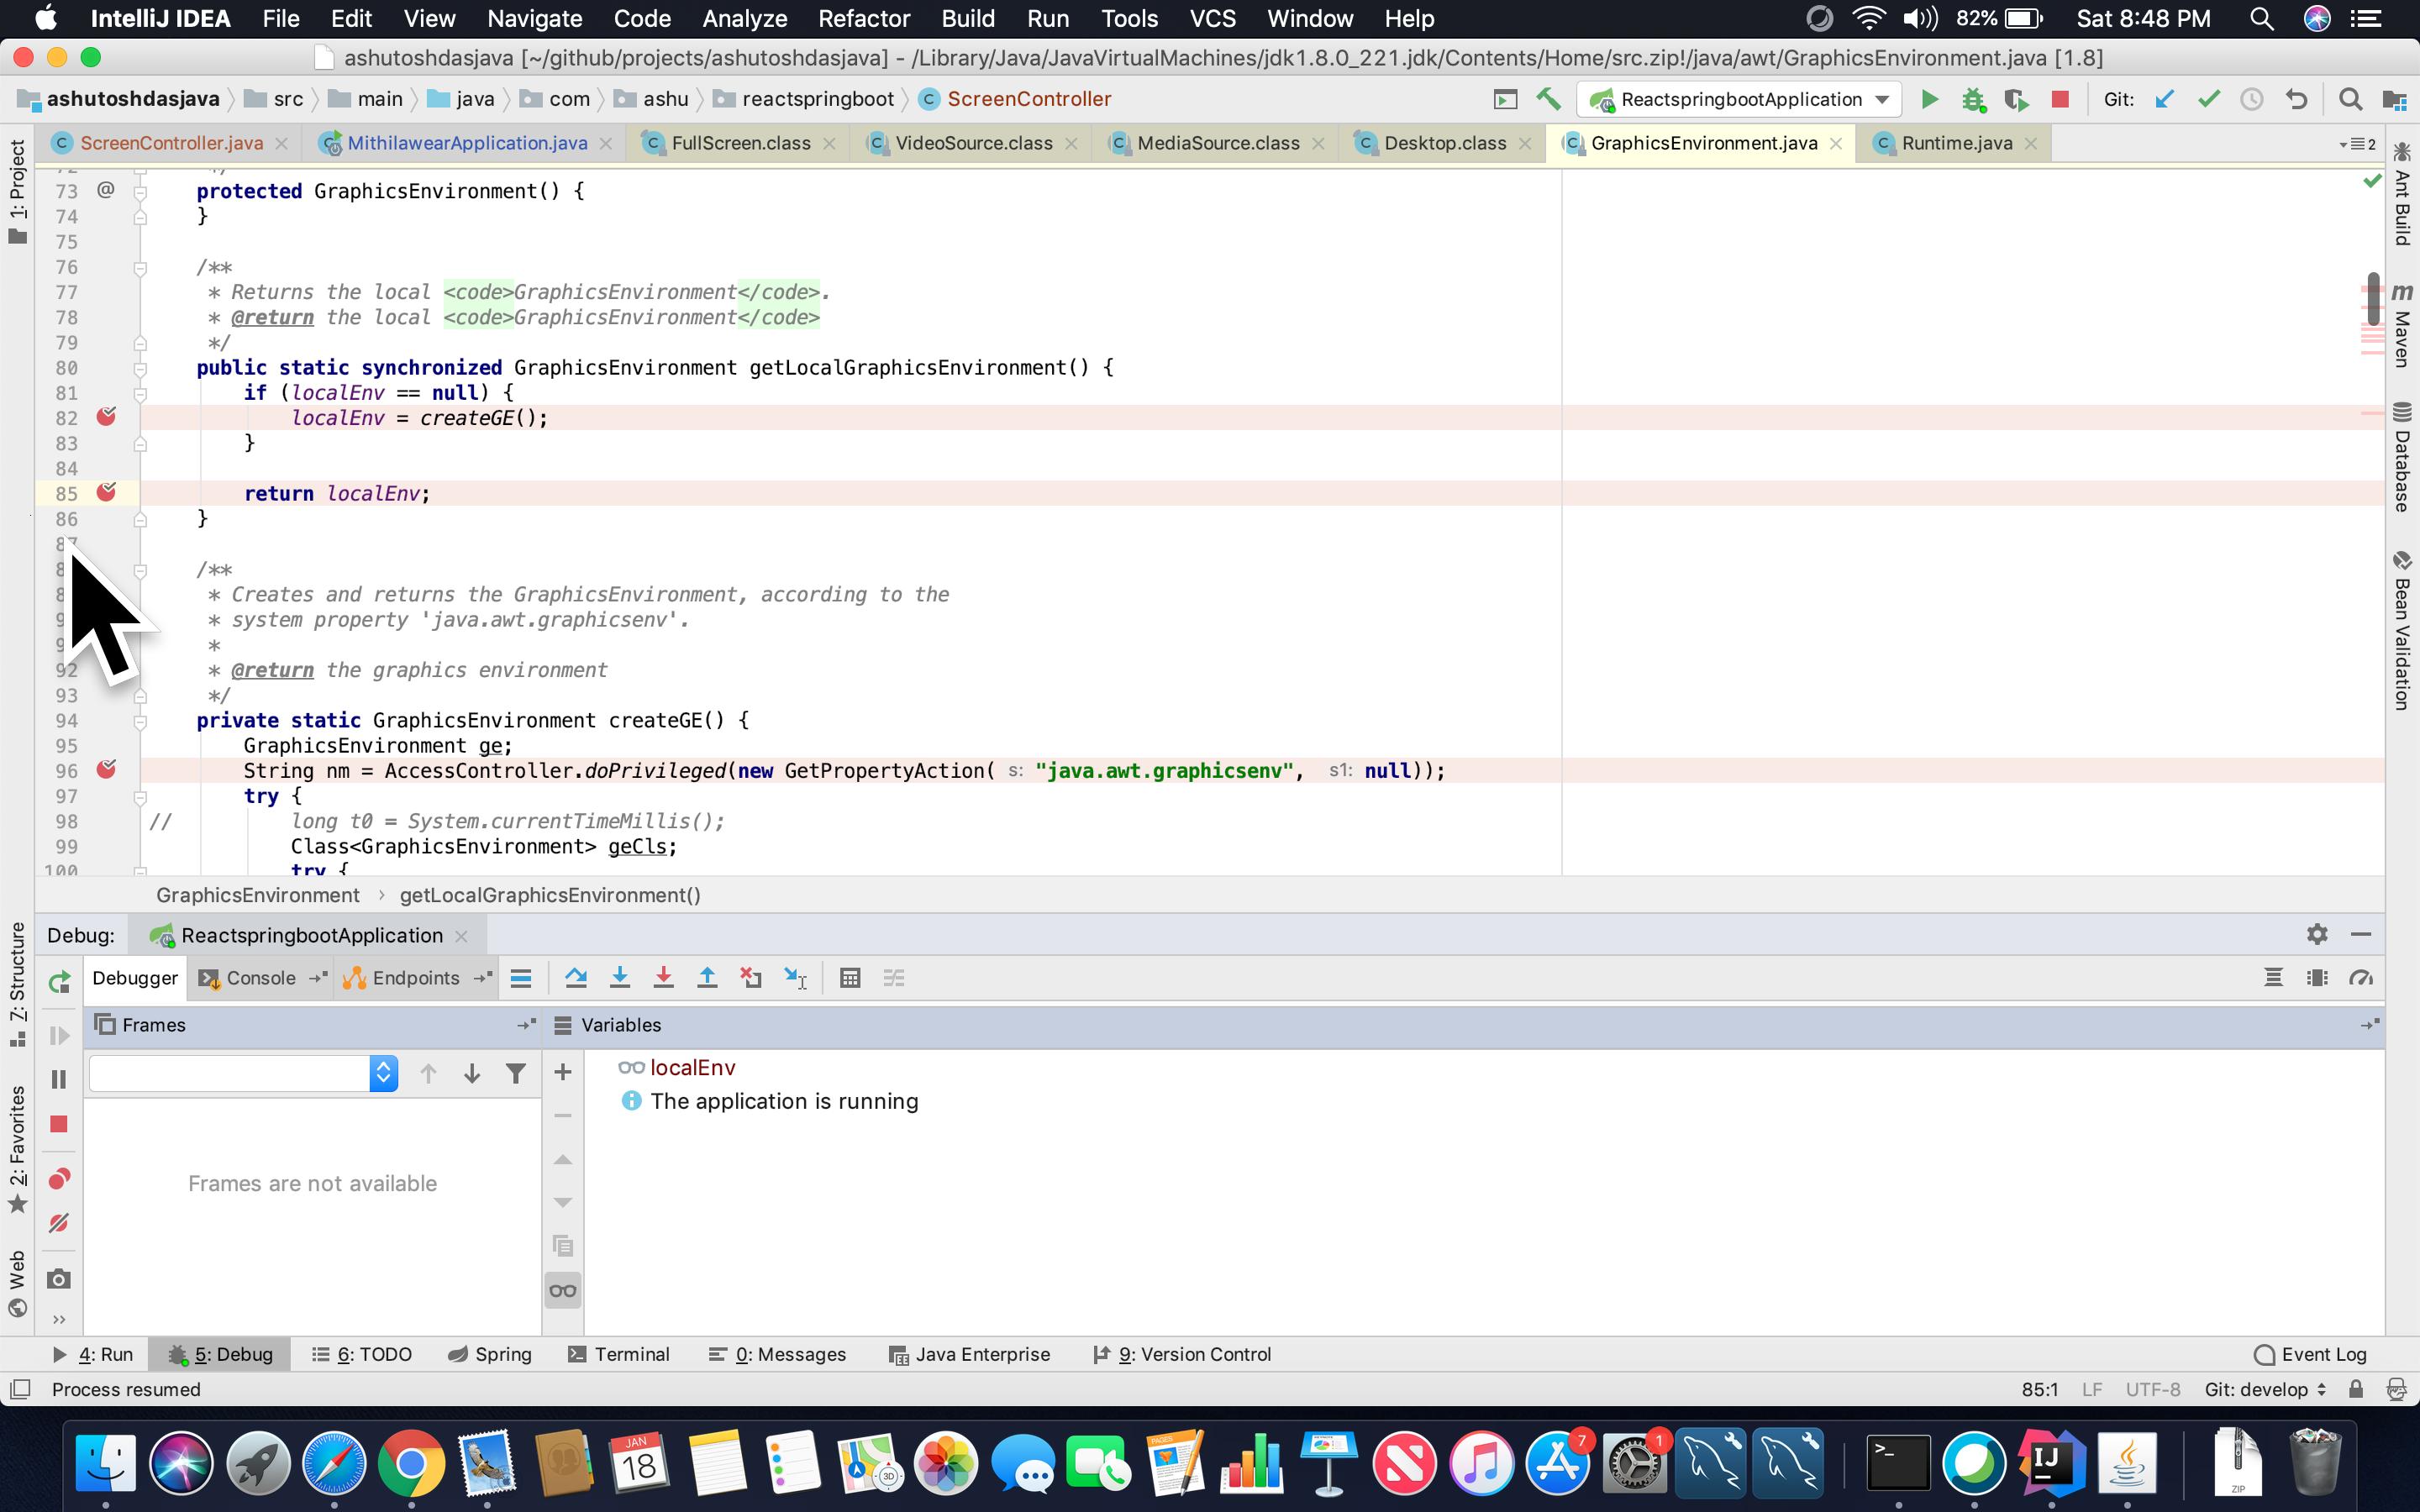 IntelliJ IDEA File Edit View Navigate Code Analyze Refactor Build Run Tools VCS Window Help 82% Sat 8:48 PM
ashutoshdasjava [~/github/projects/ashutoshdasjava] - /Library/Java/JavaVirtualMachines/jdk1.8.0_221.jdk/Contents/Home/src.zip!/java/awt/GraphicsEnvironment.java [1.8]
ashutoshdasjava src main java com ashu reactspringboot ScreenController ReactspringbootApplication Git:
ScreenController.java MithilawearApplication.java FullScreen.class VideoSource.class MediaSource.class Desktop.class GraphicsEnvironment.java Runtime.java 2
1: Project
Ant Build
Maven
Database
Bean Validation
73 @ protected GraphicsEnvironment() {
74 }
75
76 /**
77 * Returns the local <code>GraphicsEnvironment</code>.
78 * @return the local <code>GraphicsEnvironment</code>
79 */
80 public static synchronized GraphicsEnvironment getLocalGraphicsEnvironment() {
81 if (localEnv == null) {
82 localEnv = createGE();
83 }
84
85 return localEnv;
86 }
87
/**
* Creates and returns the GraphicsEnvironment, according to the
* system property 'java.awt.graphicsenv'.
*
92 * @return the graphics environment
93 */
94 private static GraphicsEnvironment createGE() {
95 GraphicsEnvironment ge;
96 String nm = AccessController.doPrivileged(new GetPropertyAction( s: "java.awt.graphicsenv", s1: null));
97 try {
98 // long t0 = System.currentTimeMillis();
99 Class<GraphicsEnvironment> geCls;
100 try {
GraphicsEnvironment › getLocalGraphicsEnvironment()
7: Structure
2: Favorites
Web
Debug: ReactspringbootApplication
Debugger Console Endpoints
Frames Variables
localEnv
The application is running
Frames are not available
4: Run 5: Debug 6: TODO Spring Terminal 0: Messages Java Enterprise 9: Version Control Event Log
Process resumed 85:1 LF UTF-8 Git: develop
JAN
18
3D
PAGES
7
1
>_
IJ
ZIP